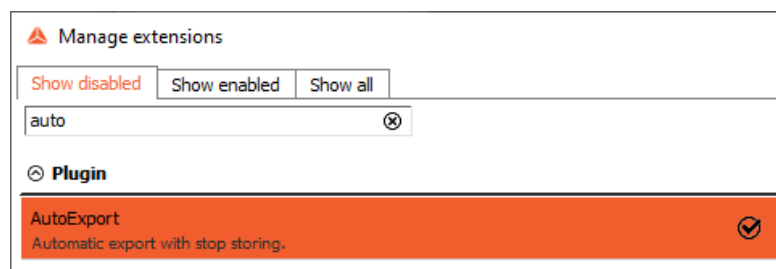 Manage extensions
Show disabled Show enabled Show all
auto
Plugin
AutoExport
Automatic export with stop storing.